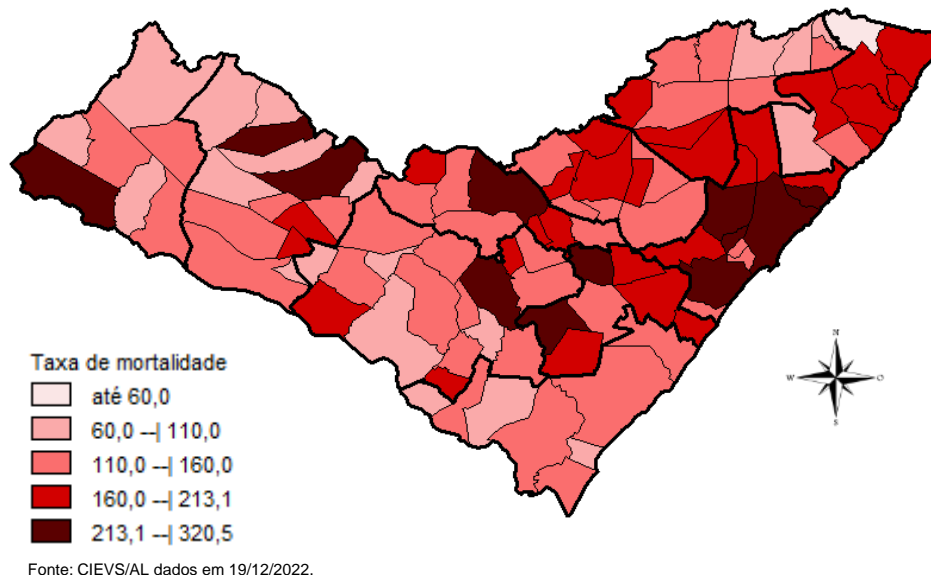 N
W
O
S
Taxa de mortalidade
até 60,0
60,0 --| 110,0
110,0 --| 160,0
160,0 --| 213,1
213,1 --| 320,5
Fonte: CIEVS/AL dados em 19/12/2022.